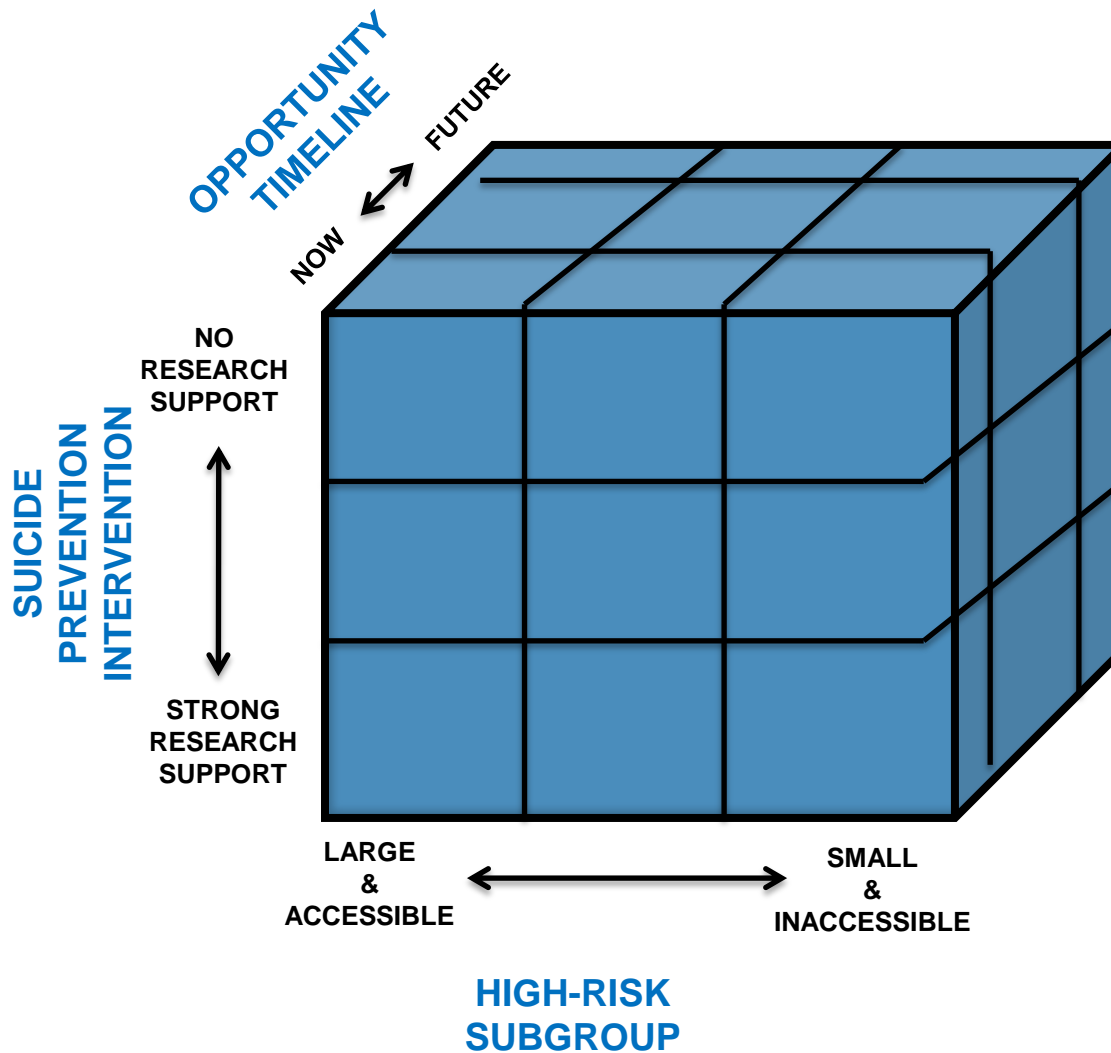 OPPORTUNITY
TIMELINE
FUTURE
NOW
NO
RESEARCH
SUPPORT
SUICIDE
PREVENTION
INTERVENTION
STRONG
RESEARCH
SUPPORT
LARGE
&
ACCESSIBLE
SMALL
&
INACCESSIBLE
HIGH-RISK
SUBGROUP